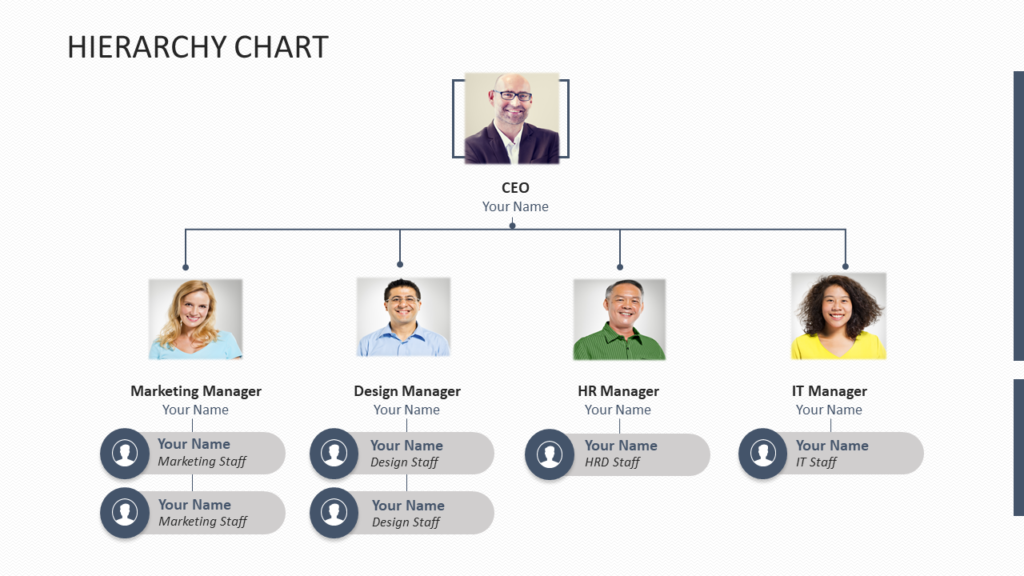 HIERARCHY CHART
CEO
Your Name
Marketing Manager
Your Name
Design Manager
Your Name
HR Manager
Your Name
IT Manager
Your Name
Your Name
Marketing Staff
Your Name
Design Staff
Your Name
HRD Staff
Your Name
IT Staff
Your Name
Marketing Staff
Your Name
Design Staff